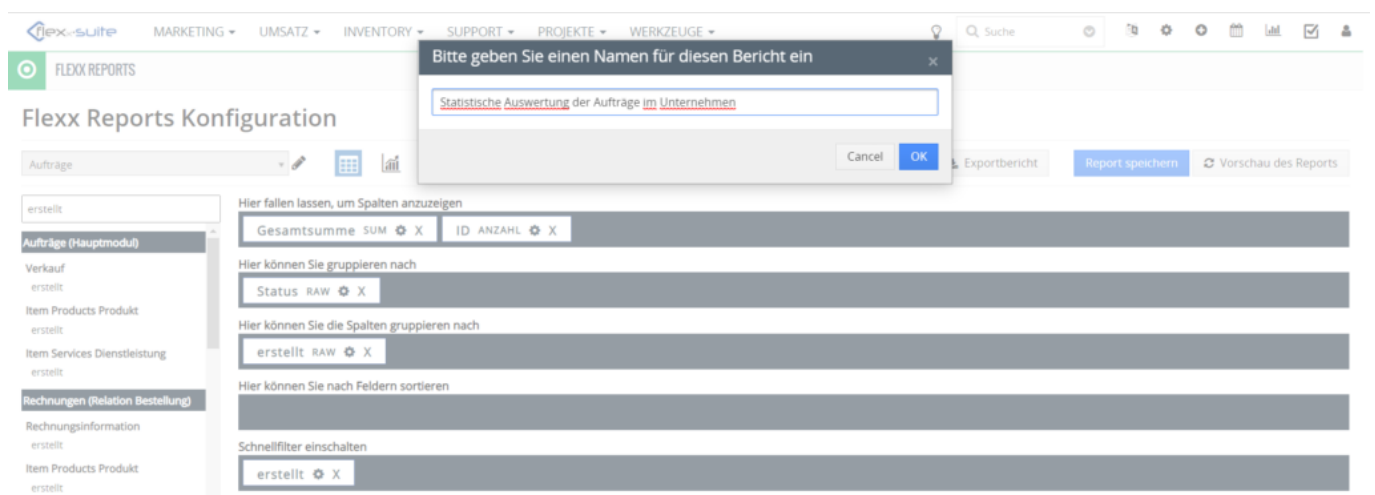 flexx-suite MARKETING UMSATZ INVENTORY SUPPORT PROJEKTE WERKZEUGE Suche
Bitte geben Sie einen Namen für diesen Bericht ein ×
FLEXX REPORTS
Statistische Auswertung der Aufträge im Unternehmen
Flexx Reports Konfiguration
Cancel OK
Aufträge Exportbericht Report speichern Vorschau des Reports
erstellt
Hier fallen lassen, um Spalten anzuzeigen
Gesamtsumme SUM X ID ANZAHL X
Aufträge (Hauptmodul)
Verkauf
erstellt
Hier können Sie gruppieren nach
Status RAW X
Item Products Produkt
erstellt
Hier können Sie die Spalten gruppieren nach
erstellt RAW X
Item Services Dienstleistung
erstellt
Hier können Sie nach Feldern sortieren
Rechnungen (Relation Bestellung)
Rechnungsinformation
erstellt
Schnellfilter einschalten
erstellt X
Item Products Produkt
erstellt